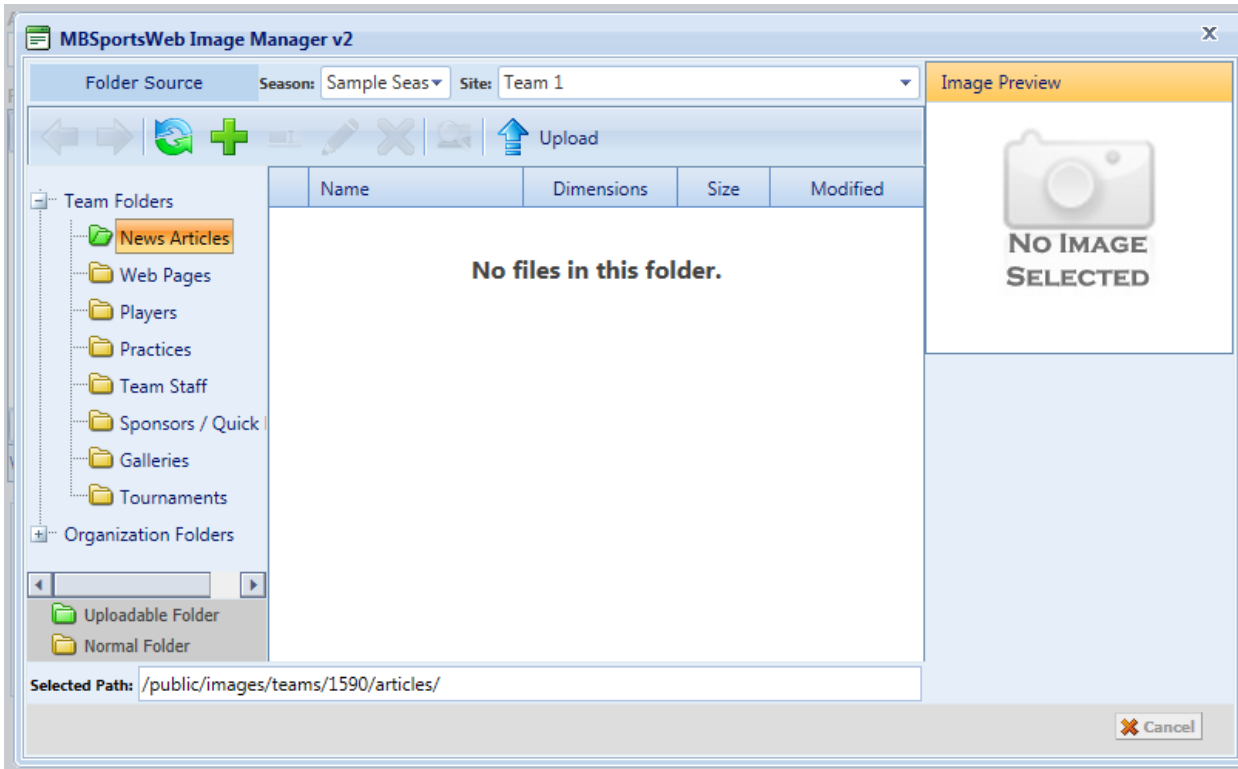 MBSportsWeb Image Manager v2
X
Folder Source Season: Sample Seas Site: Team 1
Image Preview
Upload
Name Dimensions Size Modified
Team Folders
News Articles
Web Pages
Players
Practices
Team Staff
Sponsors / Quick
Galleries
Tournaments
Organization Folders
No files in this folder.
NO IMAGE
SELECTED
Uploadable Folder
Normal Folder
Selected Path: /public/images/teams/1590/articles/
Cancel